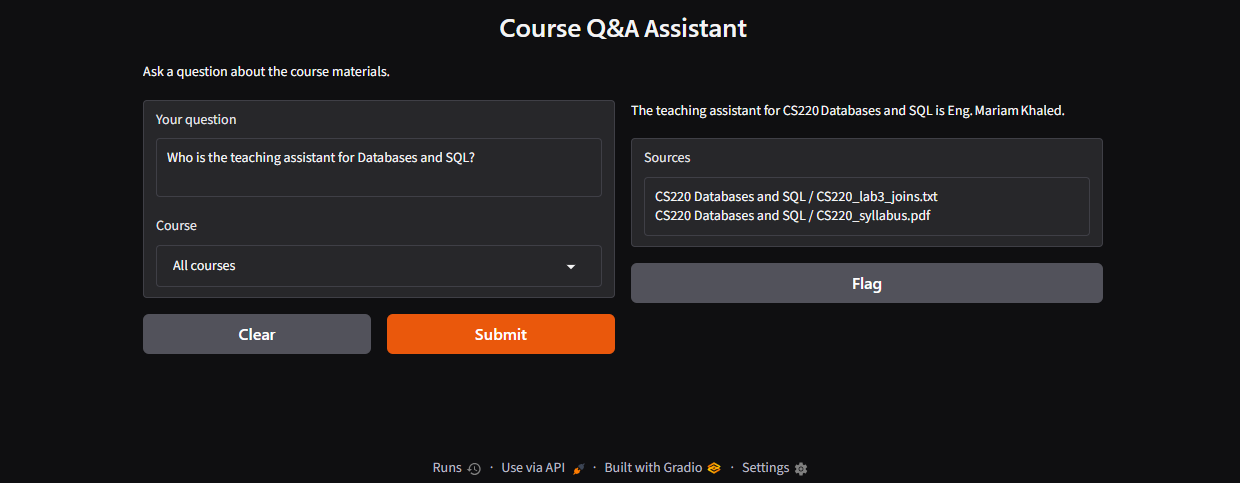 Course Q&A Assistant
Ask a question about the course materials.
Your question
Who is the teaching assistant for Databases and SQL?
Course
All courses
Clear
Submit
The teaching assistant for CS220 Databases and SQL is Eng. Mariam Khaled.
Sources
CS220 Databases and SQL / CS220_lab3_joins.txt
CS220 Databases and SQL / CS220_syllabus.pdf
Flag
Runs · Use via API · Built with Gradio · Settings